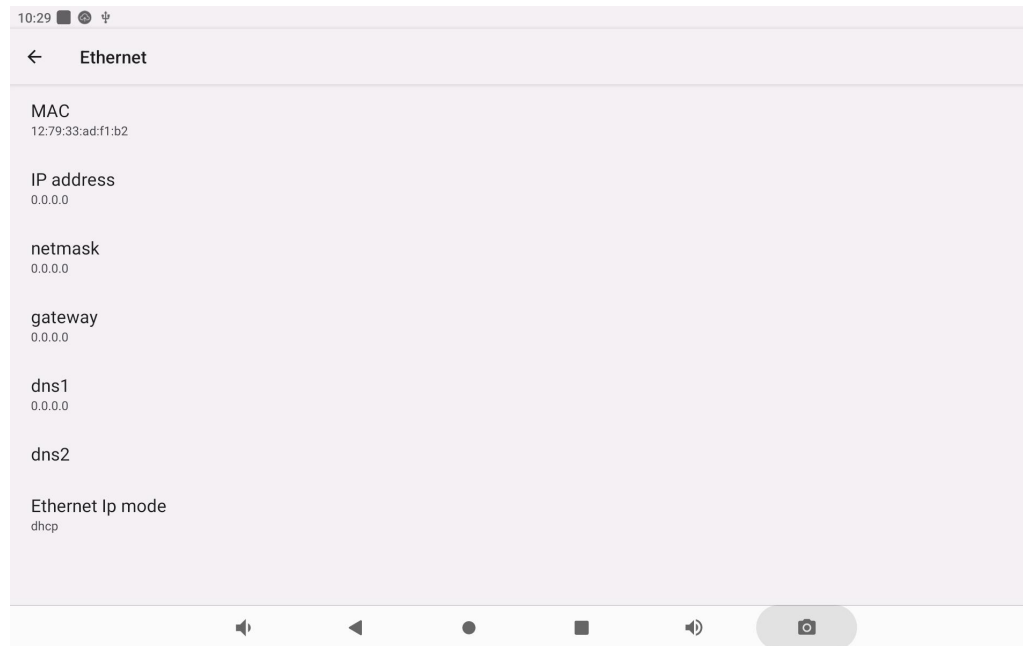 10:29
Ethernet
MAC
12:79:33:ad:f1:b2
IP address
0.0.0.0
netmask
0.0.0.0
gateway
0.0.0.0
dns1
0.0.0.0
dns2
Ethernet Ip mode
dhcp